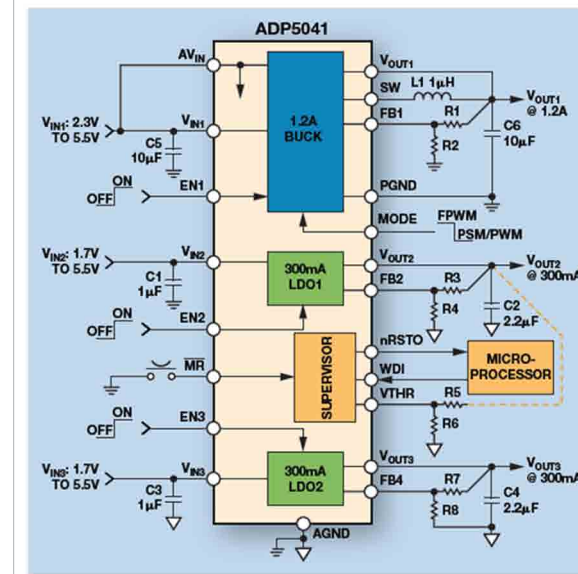 ADP5041
AVIN
VIN1: 2.3V
TO 5.5V
C5
10µF
VIN1
ON
OFF
EN1
1.2A
BUCK
VOUT1
SW
L1 1µH
FB1
R1
R2
VOUT1
@ 1.2A
C6
10µF
PGND
MODE
FPWM
PSM/PWM
VIN2: 1.7V
TO 5.5V
C1
1µF
VIN2
ON
OFF
EN2
300mA
LDO1
VOUT2
FB2
R3
R4
VOUT2
@ 300mA
C2
2.2µF
MR
SUPERVISOR
nRSTO
WDI
VTHR
MICRO-
PROCESSOR
R5
R6
ON
OFF
EN3
VIN3: 1.7V
TO 5.5V
C3
1µF
VIN3
300mA
LDO2
VOUT3
FB4
R7
R8
VOUT3
@ 300mA
C4
2.2µF
AGND